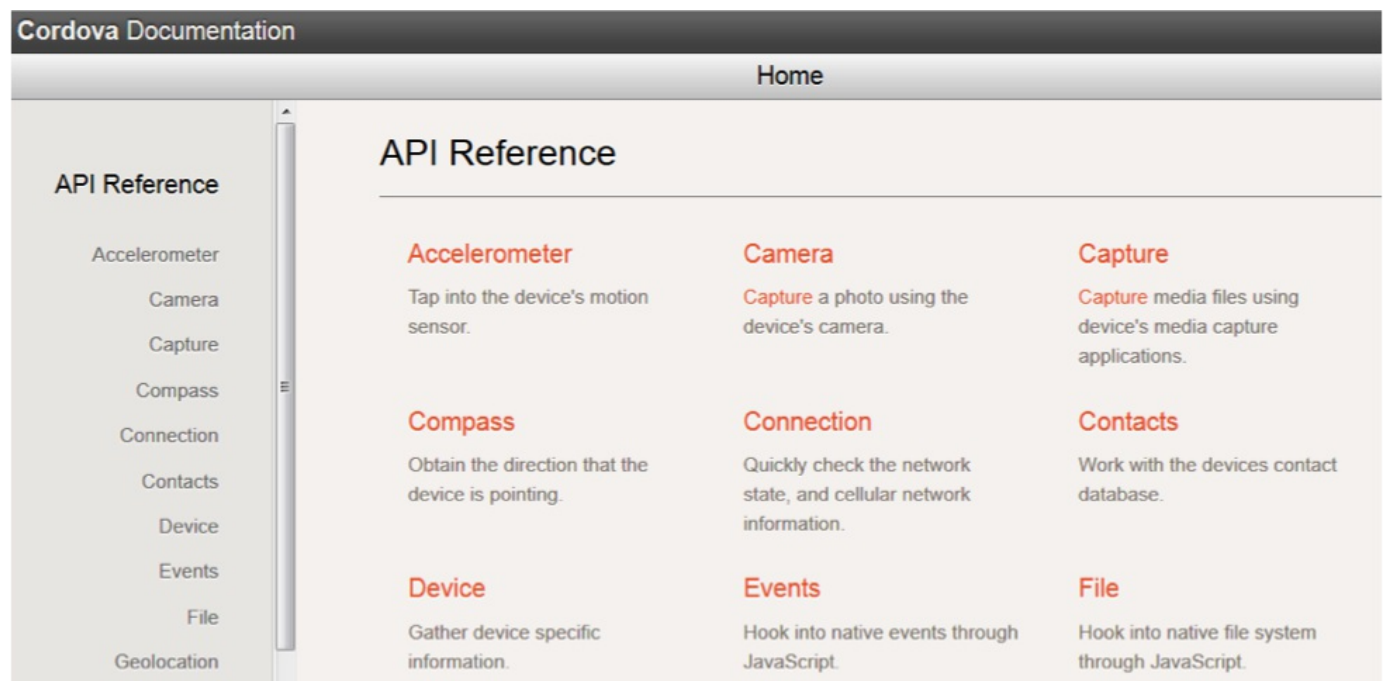 Cordova Documentation
Home
API Reference
Accelerometer
Camera
Capture
Compass
Connection
Contacts
Device
Events
File
Geolocation
API Reference
Accelerometer
Tap into the device's motion
sensor.
Camera
Capture a photo using the
device's camera.
Capture
Capture media files using
device's media capture
applications.
Compass
Obtain the direction that the
device is pointing.
Connection
Quickly check the network
state, and cellular network
information.
Contacts
Work with the devices contact
database.
Device
Gather device specific
information.
Events
Hook into native events through
JavaScript.
File
Hook into native file system
through JavaScript.